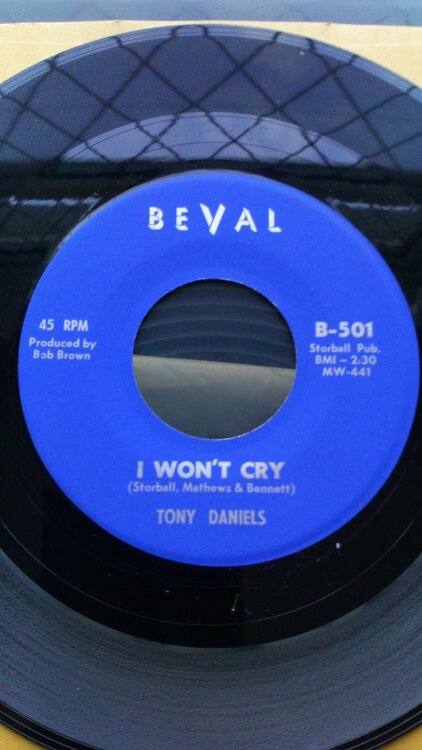 BEVAL
45 RPM
Produced by
Bob Brown
B-501
Storball Pub.
BMI - 2:30
MW-441
I WON'T CRY
(Storball, Mathews & Bennett)
TONY DANIELS